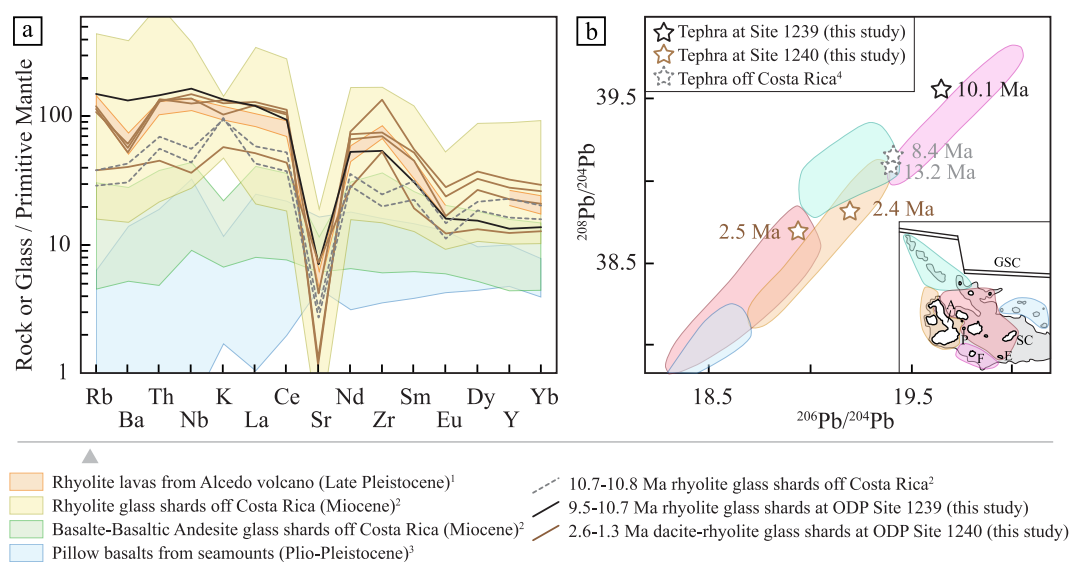 a
Rock or Glass / Primitive Mantle
100
10
1
Rb Ba Th Nb K La Ce Sr Nd Zr Sm Eu Dy Y Yb
b
Tephra at Site 1239 (this study)
Tephra at Site 1240 (this study)
Tephra off Costa Rica⁴
10.1 Ma
8.4 Ma
13.2 Ma
2.4 Ma
2.5 Ma
²⁰⁸Pb/²⁰⁴Pb
39.5
38.5
18.5 19.5
²⁰⁶Pb/²⁰⁴Pb
GSC
A
P
SC
F
E
Rhyolite lavas from Alcedo volcano (Late Pleistocene)¹
Rhyolite glass shards off Costa Rica (Miocene)²
Basalte-Basaltic Andesite glass shards off Costa Rica (Miocene)²
Pillow basalts from seamounts (Plio-Pleistocene)³
10.7-10.8 Ma rhyolite glass shards off Costa Rica²
9.5-10.7 Ma rhyolite glass shards at ODP Site 1239 (this study)
2.6-1.3 Ma dacite-rhyolite glass shards at ODP Site 1240 (this study)